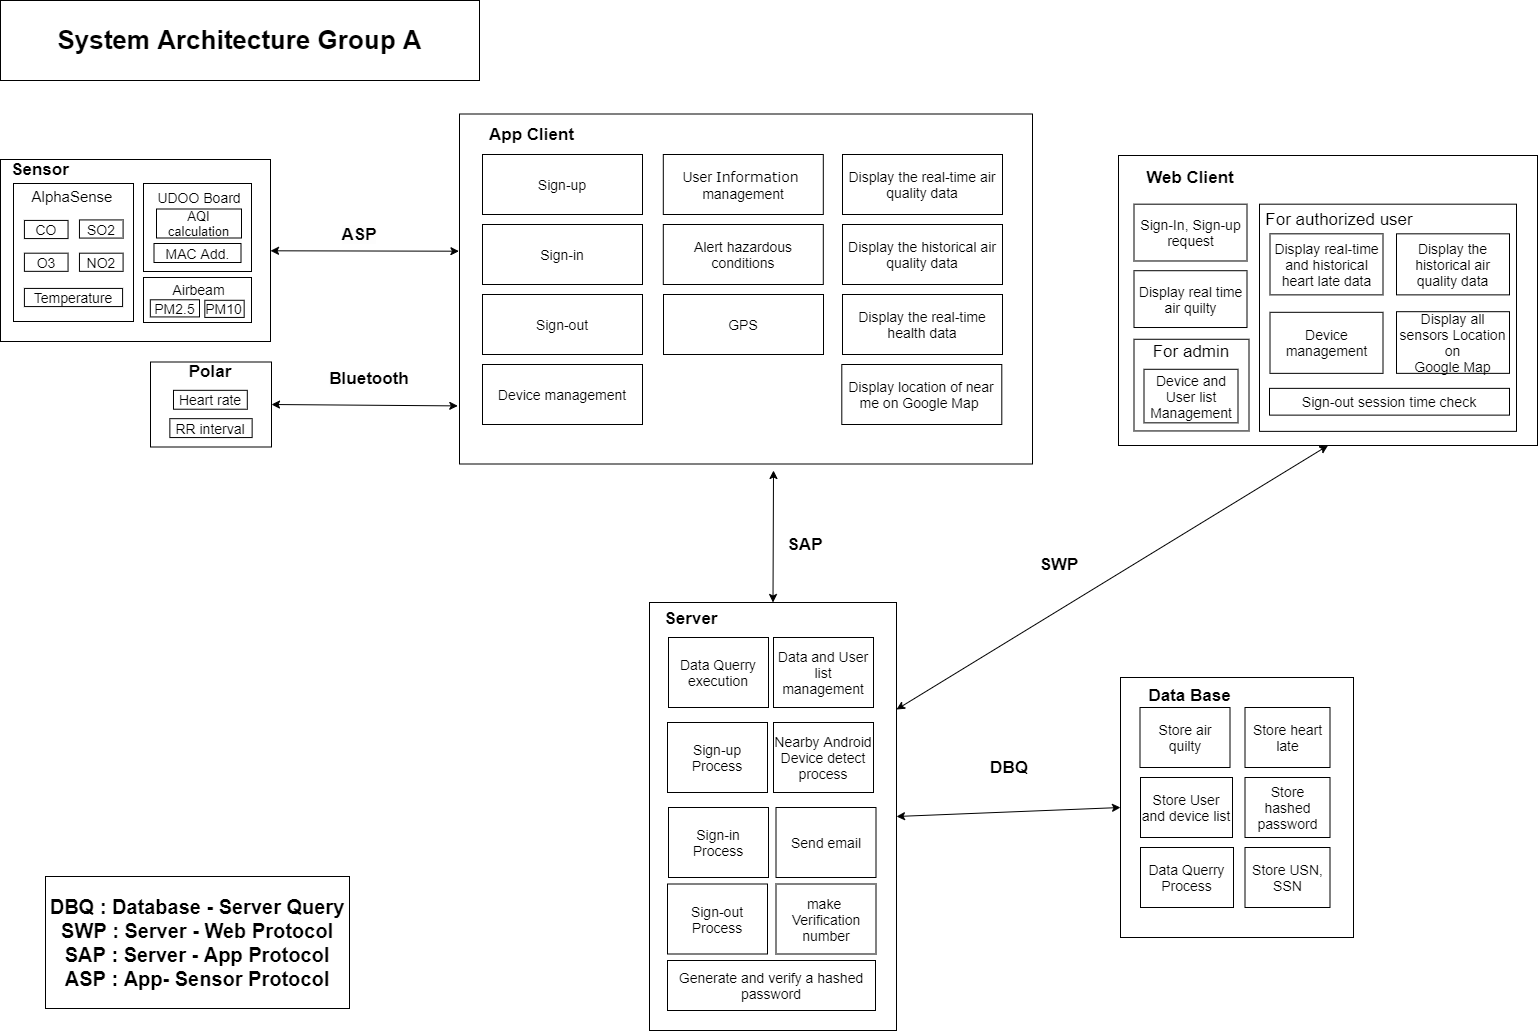 System Architecture Group A
Sensor
AlphaSense
CO
SO2
O3
NO2
Temperature
UDOO Board
AQI
calculation
MAC Add.
Airbeam
PM2.5
PM10
Polar
Heart rate
RR interval
ASP
Bluetooth
App Client
Sign-up
User Information
management
Display the real-time air
quality data
Sign-in
Alert hazardous
conditions
Display the historical air
quality data
Sign-out
GPS
Display the real-time
health data
Device management
Display location of near
me on Google Map
Web Client
Sign-In, Sign-up
request
Display real time
air quilty
For admin
Device and
User list
Management
For authorized user
Display real-time
and historical
heart late data
Display the
historical air
quality data
Device
management
Display all
sensors Location
on
Google Map
Sign-out session time check
SAP
SWP
Server
Data Querry
execution
Data and User
list
management
Sign-up
Process
Nearby Android
Device detect
process
Sign-in
Process
Send email
Sign-out
Process
make
Verification
number
Generate and verify a hashed
password
DBQ
Data Base
Store air
quilty
Store heart
late
Store User
and device list
Store
hashed
password
Data Querry
Process
Store USN,
SSN
DBQ : Database - Server Query
SWP : Server - Web Protocol
SAP : Server - App Protocol
ASP : App- Sensor Protocol